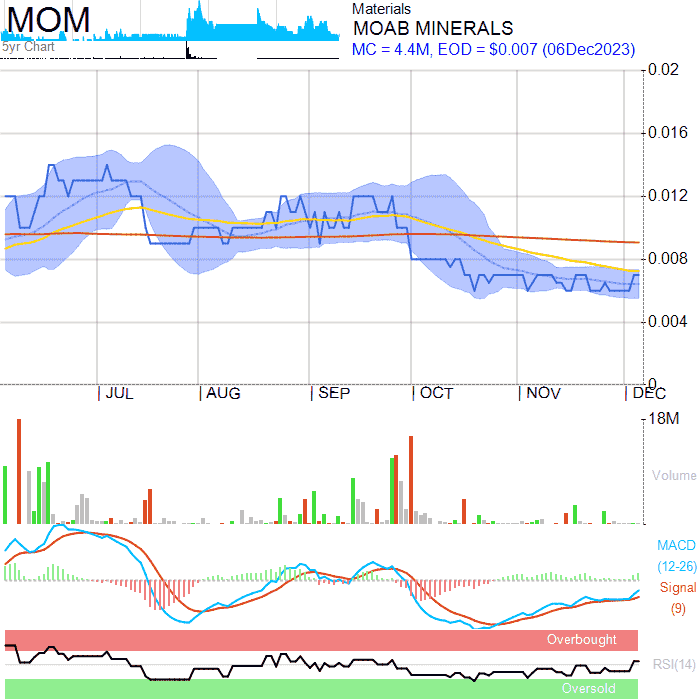 MOM
5yr Chart
Materials
MOAB MINERALS
MC = 4.4M, EOD = $0.007 (06Dec2023)
0.02
0.016
0.012
0.008
0.004
0
JUL AUG SEP OCT NOV DEC
18M
Volume
MACD
(12-26)
Signal
(9)
Overbought
RSI(14)
Oversold